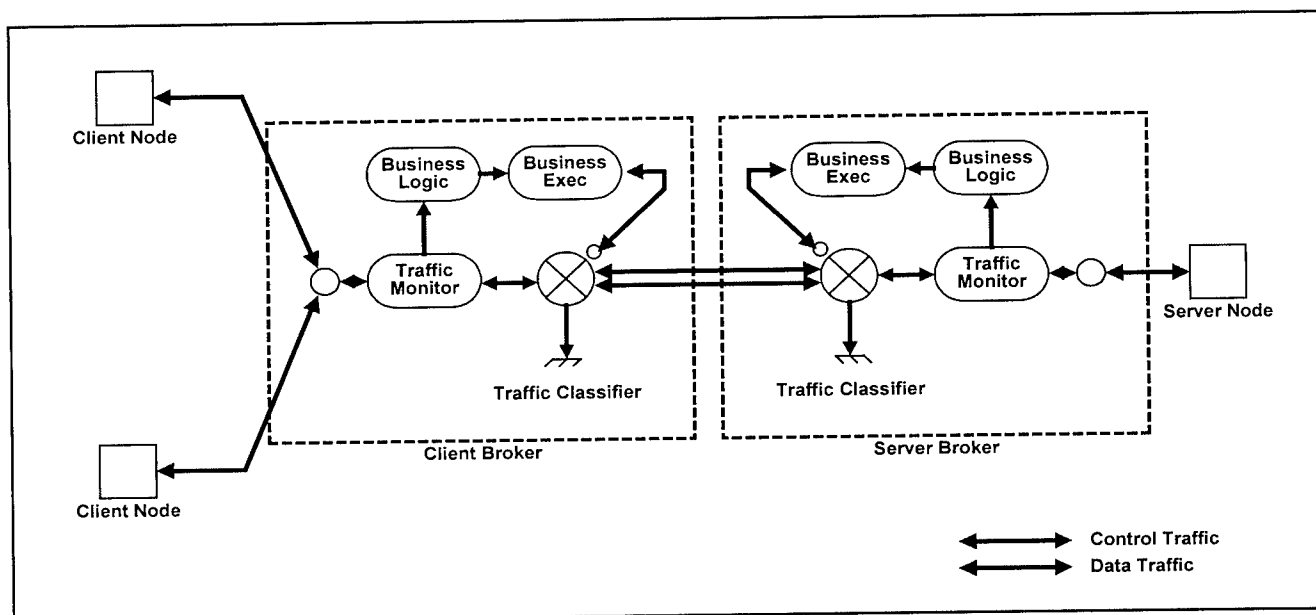 Client Node
Business
Logic
Business
Exec
Business
Exec
Business
Logic
Traffic
Monitor
Traffic
Monitor
Server Node
Traffic Classifier
Traffic Classifier
Client Broker
Server Broker
Client Node
Control Traffic
Data Traffic